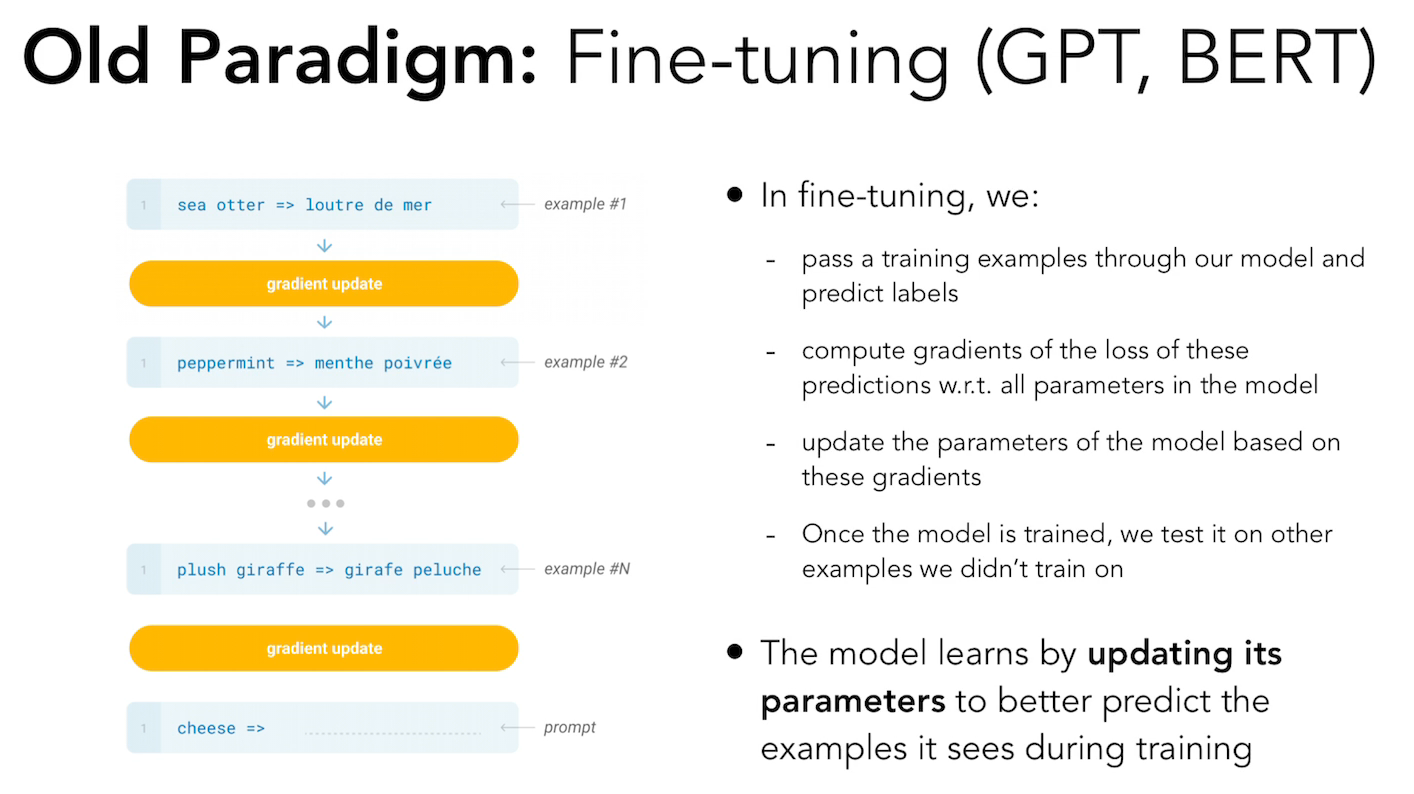 Old Paradigm: Fine-tuning (GPT, BERT)
1 sea otter => loutre de mer
example #1
gradient update
1 peppermint => menthe poivrée
example #2
gradient update
1 plush giraffe => girafe peluche
example #N
gradient update
1 cheese =>
prompt
• In fine-tuning, we:
- pass a training examples through our model and
predict labels
- compute gradients of the loss of these
predictions w.r.t. all parameters in the model
- update the parameters of the model based on
these gradients
- Once the model is trained, we test it on other
examples we didn’t train on
• The model learns by updating its
parameters to better predict the
examples it sees during training